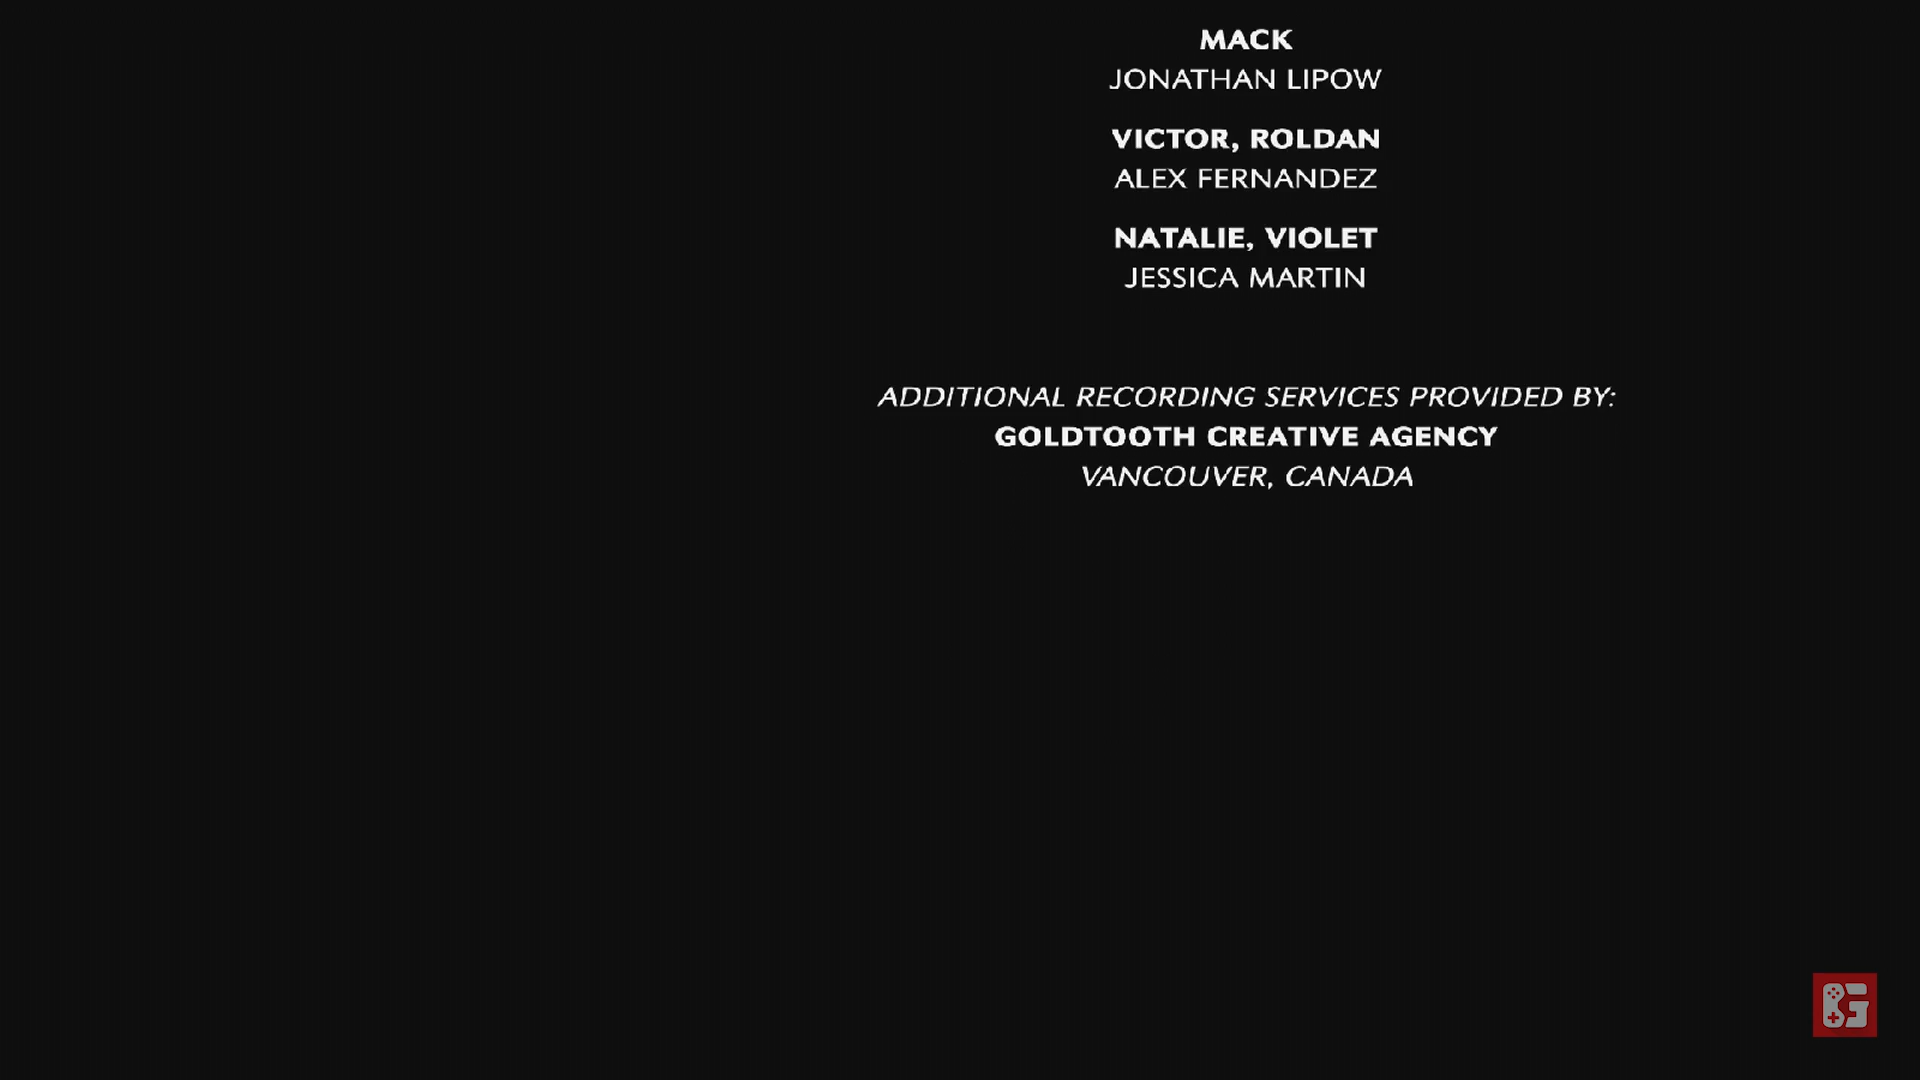 MACK
JONATHAN LIPOW
VICTOR, ROLDAN
ALEX FERNANDEZ
NATALIE, VIOLET
JESSICA MARTIN
ADDITIONAL RECORDING SERVICES PROVIDED BY:
GOLDTOOTH CREATIVE AGENCY
VANCOUVER, CANADA
BG